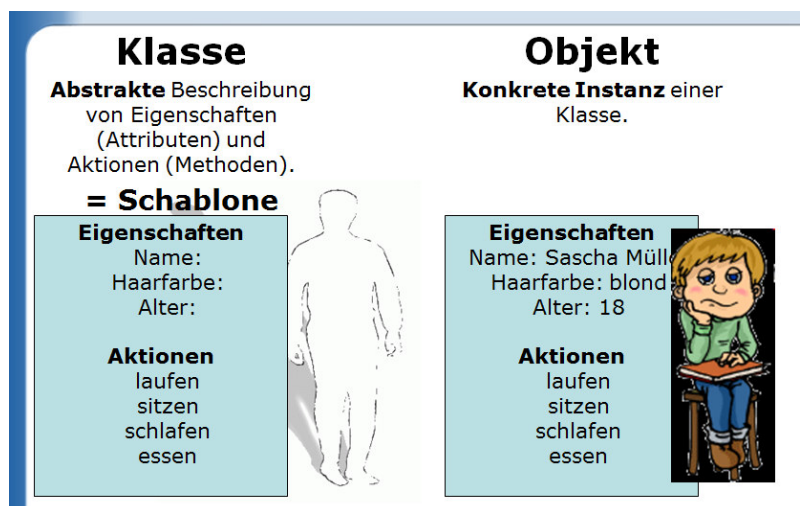 Klasse
Abstrakte Beschreibung
von Eigenschaften
(Attributen) und
Aktionen (Methoden).
= Schablone
Eigenschaften
Name:
Haarfarbe:
Alter:
Aktionen
laufen
sitzen
schlafen
essen
Objekt
Konkrete Instanz einer
Klasse.
Eigenschaften
Name: Sascha
Haarfarbe: blond
Alter: 18
Aktionen
laufen
sitzen
schlafen
essen